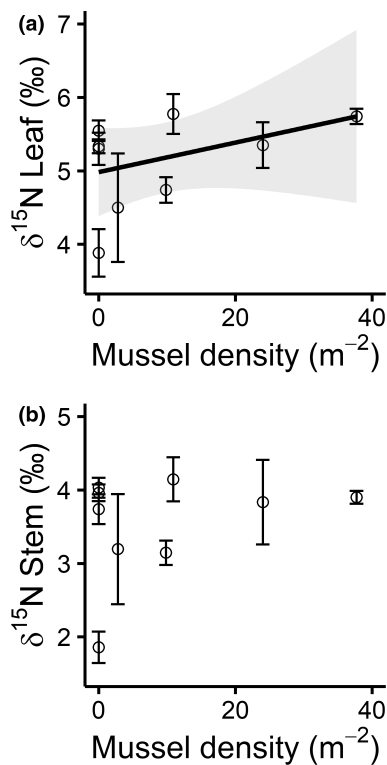 (a)
δ¹⁵N Leaf (‰)
7
6
5
4
0 20 40
Mussel density (m⁻²)
(b)
δ¹⁵N Stem (‰)
5
4
3
2
0 20 40
Mussel density (m⁻²)